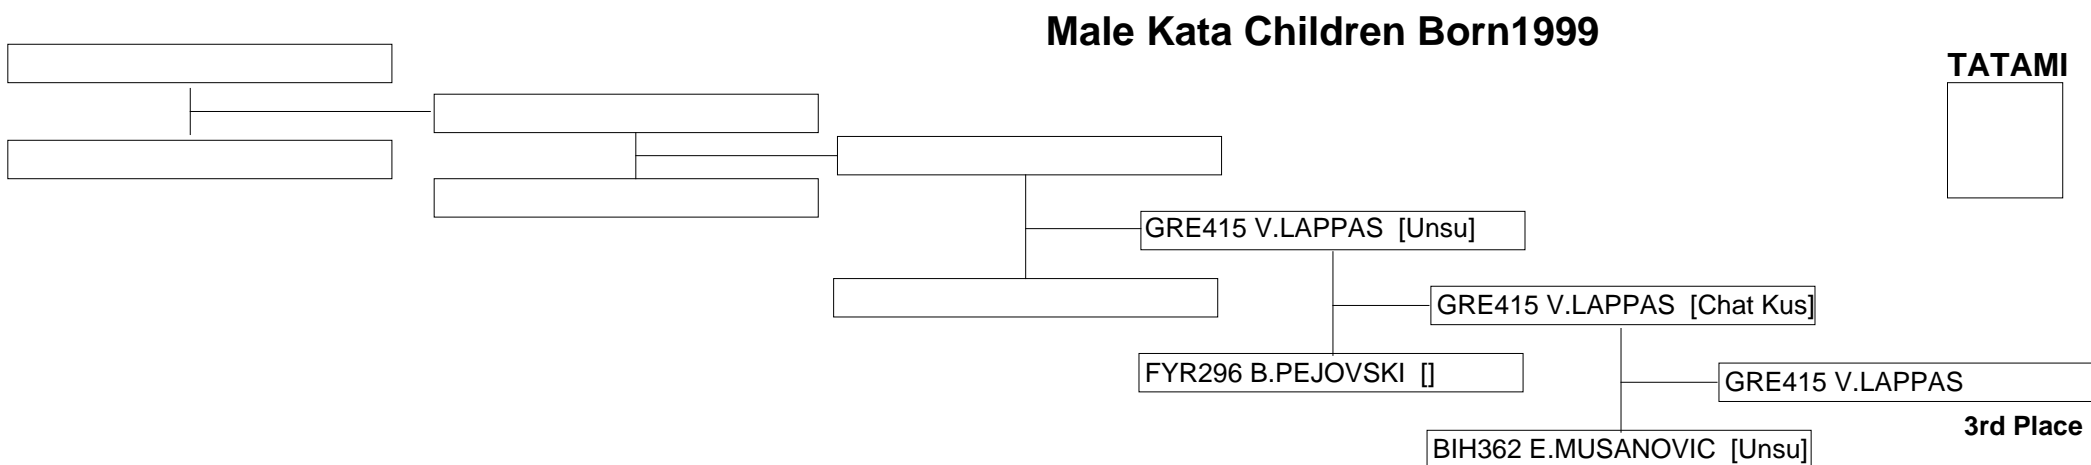 Male Kata Children Born1999
TATAMI
GRE415 V.LAPPAS [Unsu]
GRE415 V.LAPPAS [Chat Kus]
FYR296 B.PEJOVSKI []
GRE415 V.LAPPAS
3rd Place
BIH362 E.MUSANOVIC [Unsu]